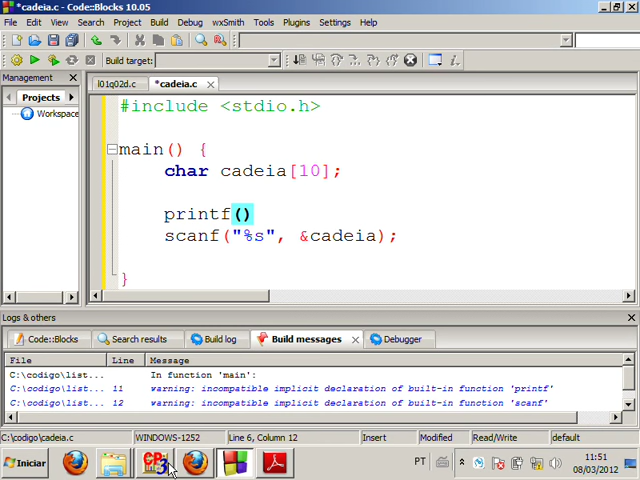 *cadeia.c - Code::Blocks 10.05
File View Search Project Build Debug wxSmith Tools Plugins Settings Help
Build target:
Management
Projects
Workspace
l01q02d.c *cadeia.c
#include <stdio.h>
main() {
char cadeia[10];
printf()
scanf("%s", &cadeia);
}
Logs & others
Code::Blocks Search results Build log Build messages Debugger
File Line Message
C:\codigo\list... In function 'main':
C:\codigo\list... 11 warning: incompatible implicit declaration of built-in function 'printf'
C:\codigo\list... 12 warning: incompatible implicit declaration of built-in function 'scanf'
C:\codigo\cadeia.c WINDOWS-1252 Line 6, Column 12 Insert Modified Read/Write default
Iniciar PT 11:51
08/03/2012